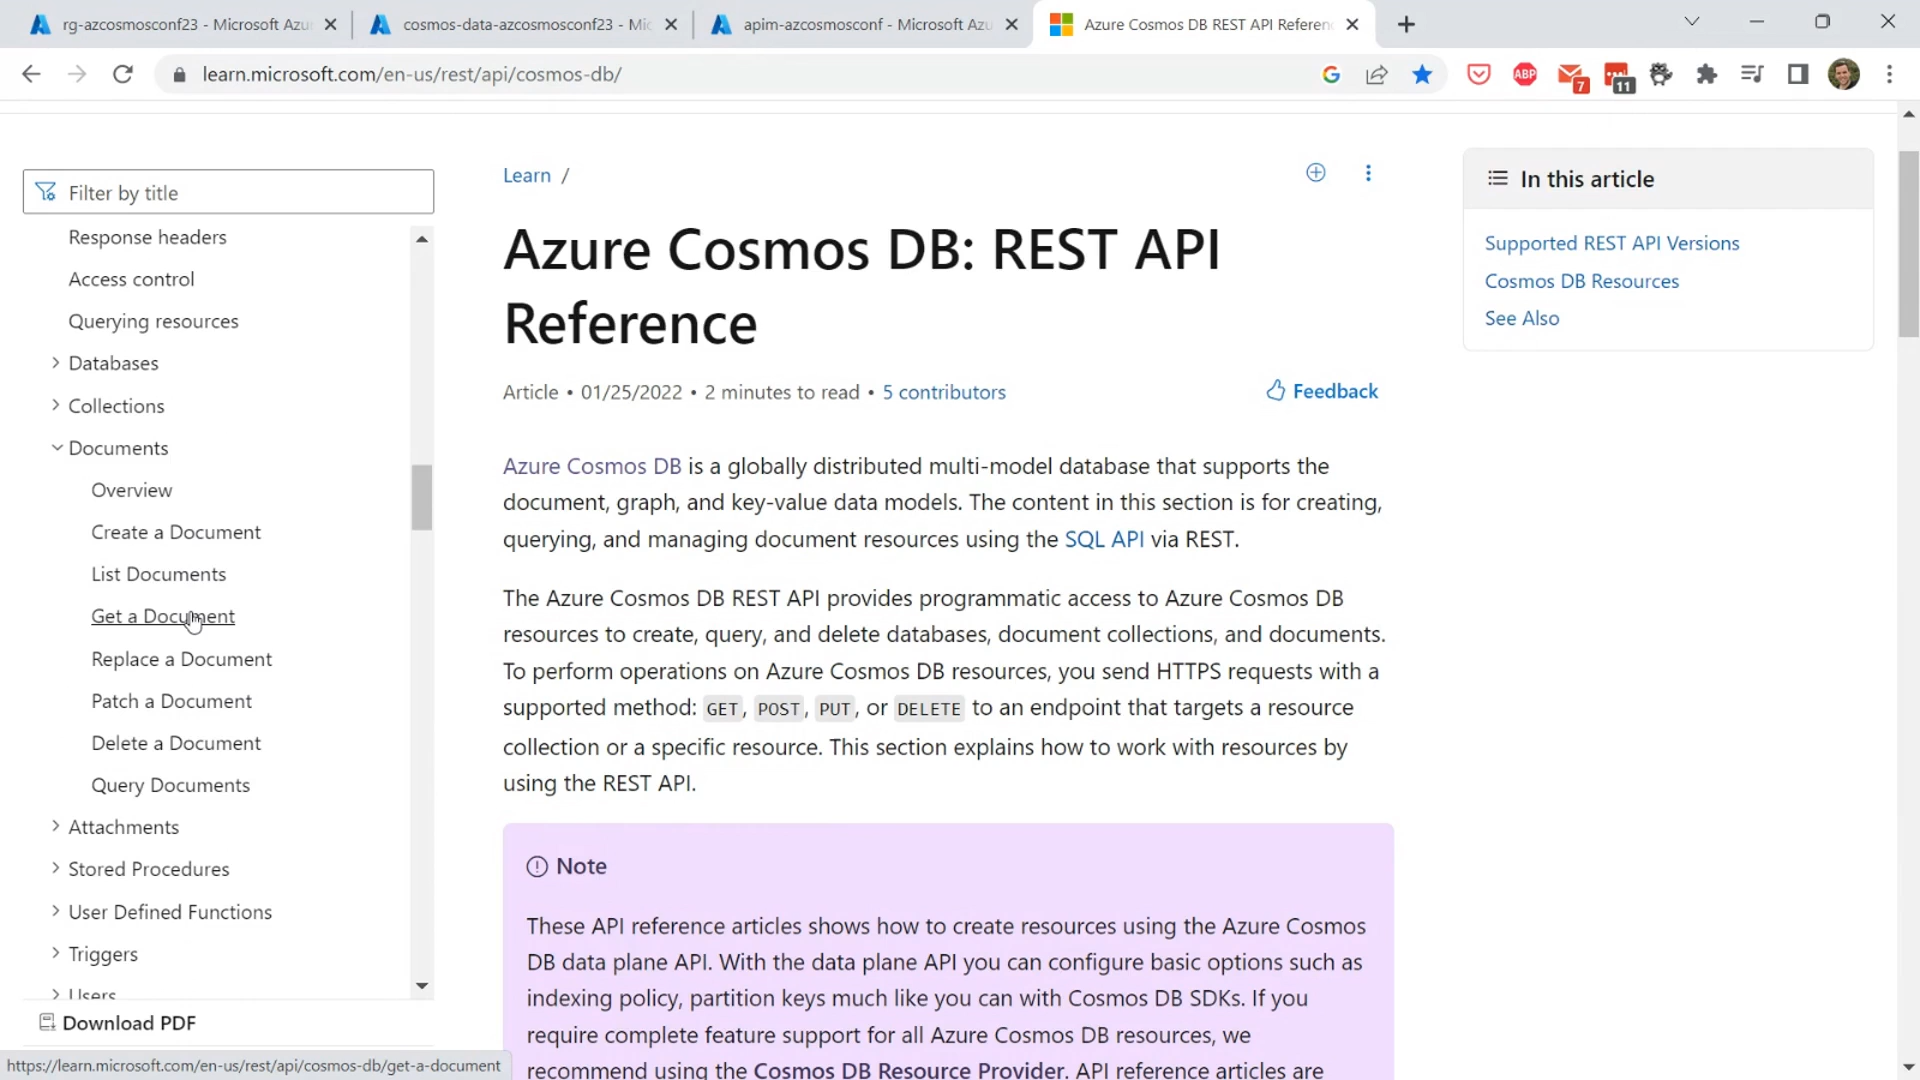 rg-azcosmosconf23 - Microsoft Azu
cosmos-data-azcosmosconf23 - Mic
apim-azcosmosconf - Microsoft Azu
Azure Cosmos DB REST API Referen
learn.microsoft.com/en-us/rest/api/cosmos-db/
G
ABP
7
11
Filter by title
Response headers
Access control
Querying resources
Databases
Collections
Documents
Overview
Create a Document
List Documents
Get a Document
Replace a Document
Patch a Document
Delete a Document
Query Documents
Attachments
Stored Procedures
User Defined Functions
Triggers
Users
Download PDF
https://learn.microsoft.com/en-us/rest/api/cosmos-db/get-a-document
Learn /
Azure Cosmos DB: REST API
Reference
Article • 01/25/2022 • 2 minutes to read • 5 contributors
Feedback
Azure Cosmos DB is a globally distributed multi-model database that supports the
document, graph, and key-value data models. The content in this section is for creating,
querying, and managing document resources using the SQL API via REST.
The Azure Cosmos DB REST API provides programmatic access to Azure Cosmos DB
resources to create, query, and delete databases, document collections, and documents.
To perform operations on Azure Cosmos DB resources, you send HTTPS requests with a
supported method: GET, POST, PUT, or DELETE to an endpoint that targets a resource
collection or a specific resource. This section explains how to work with resources by
using the REST API.
Note
These API reference articles shows how to create resources using the Azure Cosmos
DB data plane API. With the data plane API you can configure basic options such as
indexing policy, partition keys much like you can with Cosmos DB SDKs. If you
require complete feature support for all Azure Cosmos DB resources, we
recommend using the Cosmos DB Resource Provider. API reference articles are
In this article
Supported REST API Versions
Cosmos DB Resources
See Also